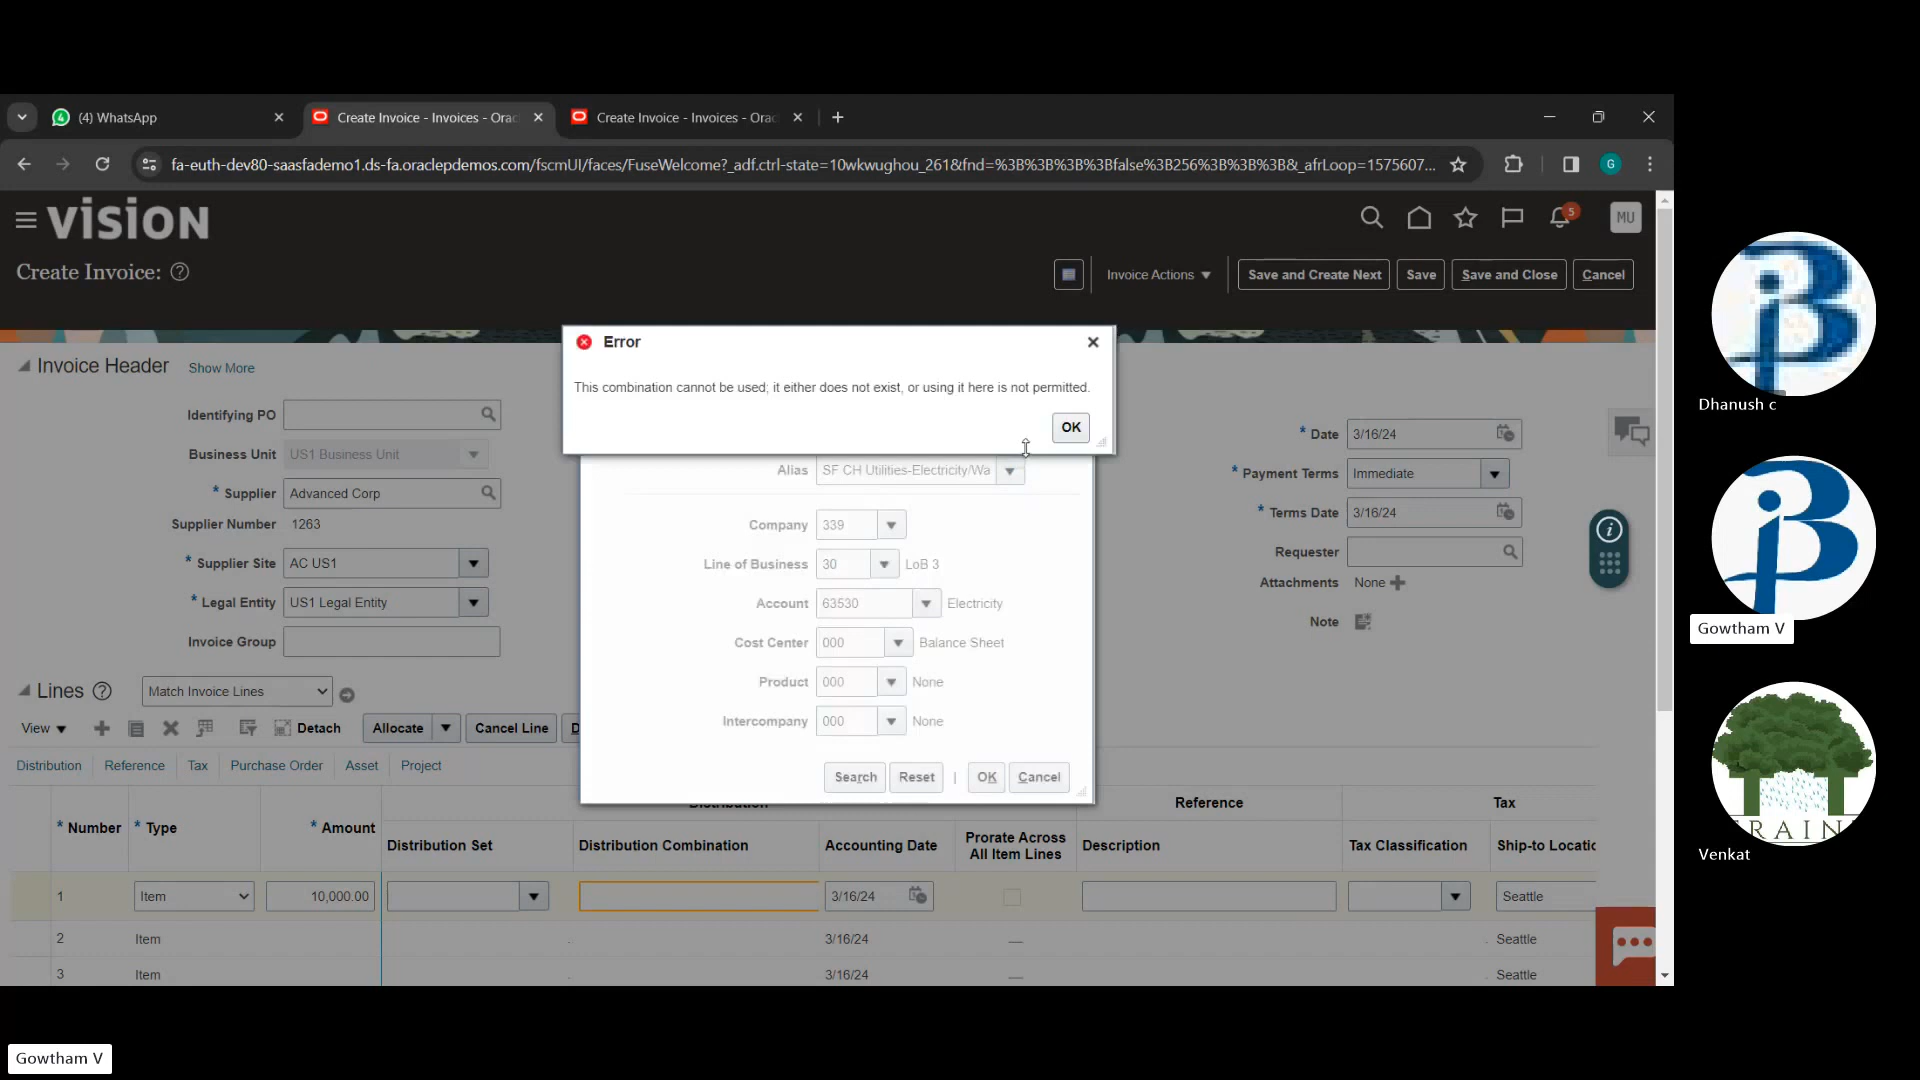 (4) WhatsApp
Create Invoice - Invoices - Orac
Create Invoice - Invoices - Orac
fa-euth-dev80-saasfademo1.ds-fa.oraclepdemos.com/fscmUI/faces/FuseWelcome?_adf.ctrl-state=10wkwughou_261&fnd=%3B%3B%3B%3Bfalse%3B256%3B%3B%3B&_afrLoop=1575607... G
VISION 5 MU
Create Invoice: ?
Invoice Actions Save and Create Next Save Save and Close Cancel
Error
This combination cannot be used; it either does not exist, or using it here is not permitted.
OK
Invoice Header Show More
Identifying PO
Business Unit US1 Business Unit
* Supplier Advanced Corp
Supplier Number 1263
* Supplier Site AC US1
* Legal Entity US1 Legal Entity
Invoice Group
Alias SF CH Utilities-Electricity/Wa
Company 339
Line of Business 30 LoB 3
Account 63530 Electricity
Cost Center 000 Balance Sheet
Product 000 None
Intercompany 000 None
Search Reset | OK Cancel
* Date 3/16/24
* Payment Terms Immediate
* Terms Date 3/16/24
Requester
Attachments None
Note
Lines ? Match Invoice Lines
View Detach Allocate Cancel Line D
Distribution Reference Tax Purchase Order Asset Project
Distribution Reference Tax
* Number * Type * Amount Distribution Set Distribution Combination Accounting Date Prorate Across All Item Lines Description Tax Classification Ship-to Locatio
1 Item 10,000.00 3/16/24 Seattle
2 Item 3/16/24 Seattle
3 Item 3/16/24 Seattle
Dhanush c
Gowtham V
RAIN
Venkat
Gowtham V